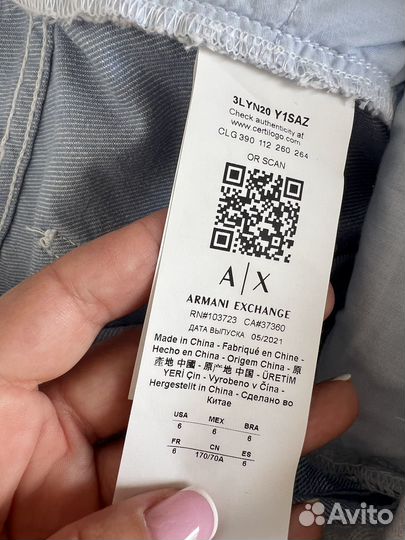 3LYN20 Y1SAZ
Check authenticity at
www.certilogo.com
CLG 390 112 260 264
OR SCAN
A|X
ARMANI EXCHANGE
RN#103723 CA#37360
ДАТА ВЫПУСКА 05/2021
Made in China - Fabriqué en Chine -
Hecho en China - Origem China - 原
產地 中國 - 原产地 中国 - ÜRETİM
YERİ Çin - Vyrobeno v Čína -
Hergestellt in China - Сделано во
Китае
USA MEX BRA
6 6 6
FR CN ES
6 170/70A 6
Avito